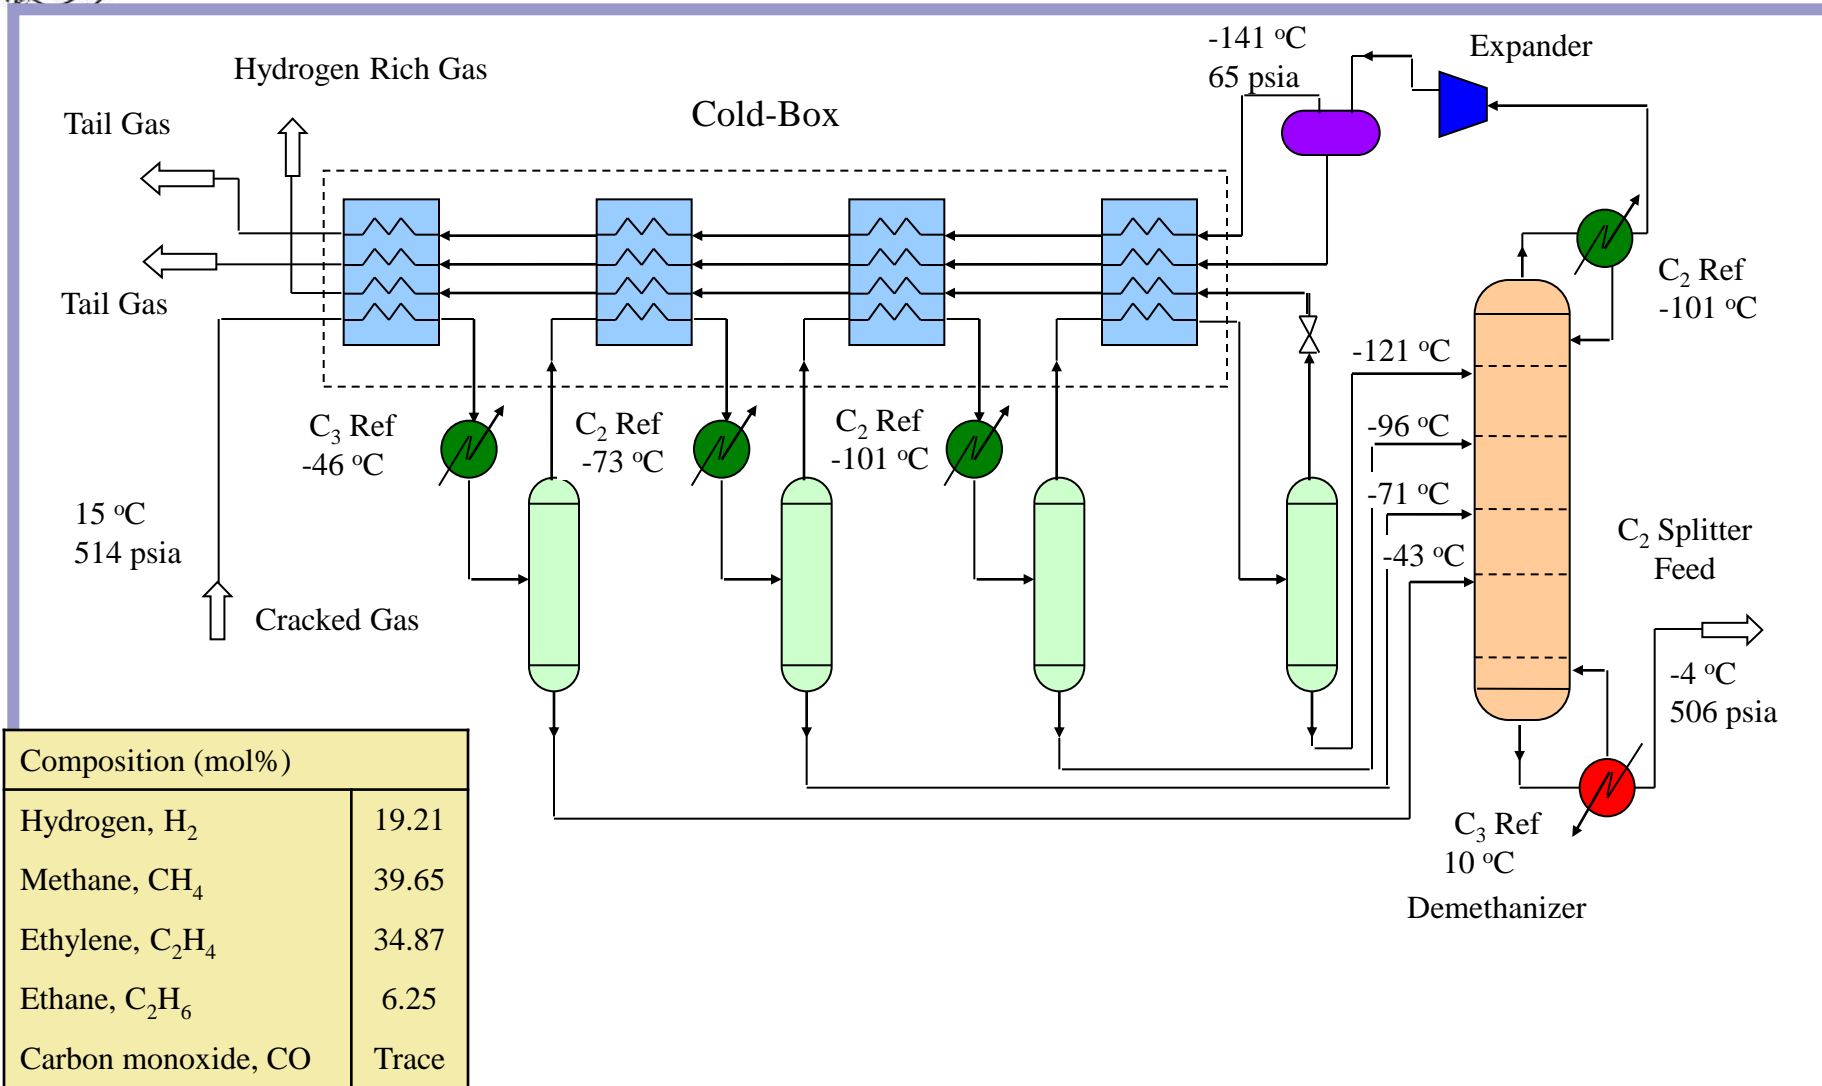 -141 °C
65 psia
Expander
Hydrogen Rich Gas
Cold-Box
Tail Gas
Tail Gas
C2 Ref
-101 °C
-121 °C
C3 Ref
-46 °C
C2 Ref
-73 °C
C2 Ref
-101 °C
-96 °C
-71 °C
-43 °C
15 °C
514 psia
C2 Splitter
Feed
Cracked Gas
-4 °C
506 psia
C3 Ref
10 °C
Demethanizer
Composition (mol%)
Hydrogen, H2 19.21
Methane, CH4 39.65
Ethylene, C2H4 34.87
Ethane, C2H6 6.25
Carbon monoxide, CO Trace